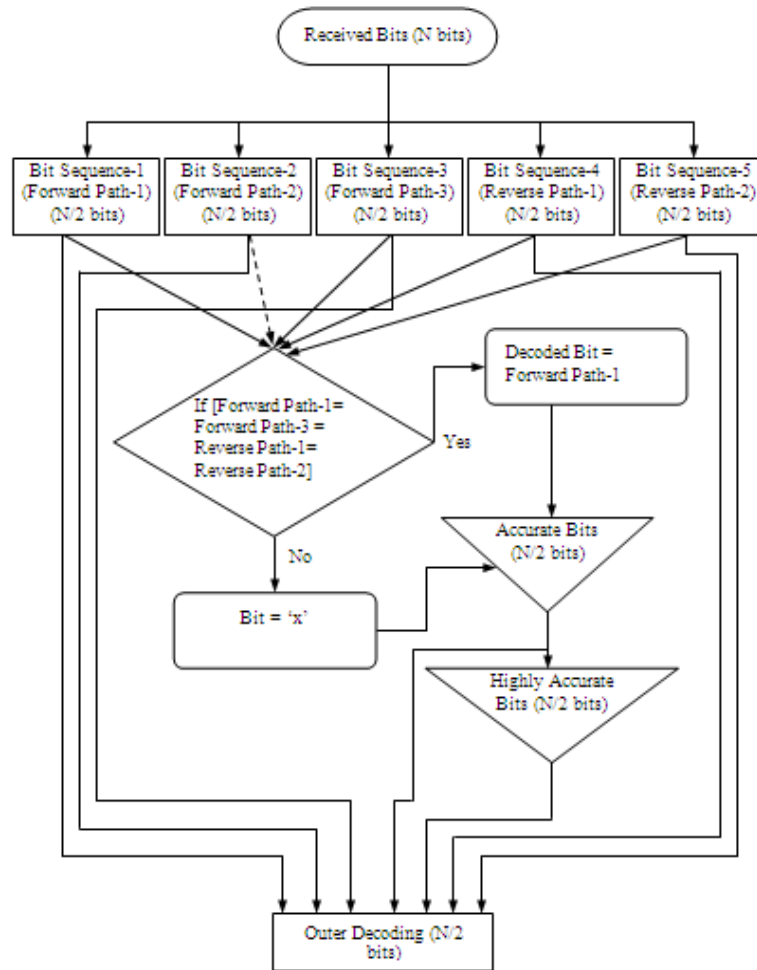 Received Bits (N bits)
Bit Sequence-1
(Forward Path-1)
(N/2 bits)
Bit Sequence-2
(Forward Path-2)
(N/2 bits)
Bit Sequence-3
(Forward Path-3)
(N/2 bits)
Bit Sequence-4
(Reverse Path-1)
(N/2 bits)
Bit Sequence-5
(Reverse Path-2)
(N/2 bits)
If [Forward Path-1=
Forward Path-3 =
Reverse Path-1=
Reverse Path-2]
Yes
Decoded Bit =
Forward Path-1
No
Bit = ‘x’
Accurate Bits
(N/2 bits)
Highly Accurate
Bits (N/2 bits)
Outer Decoding (N/2
bits)